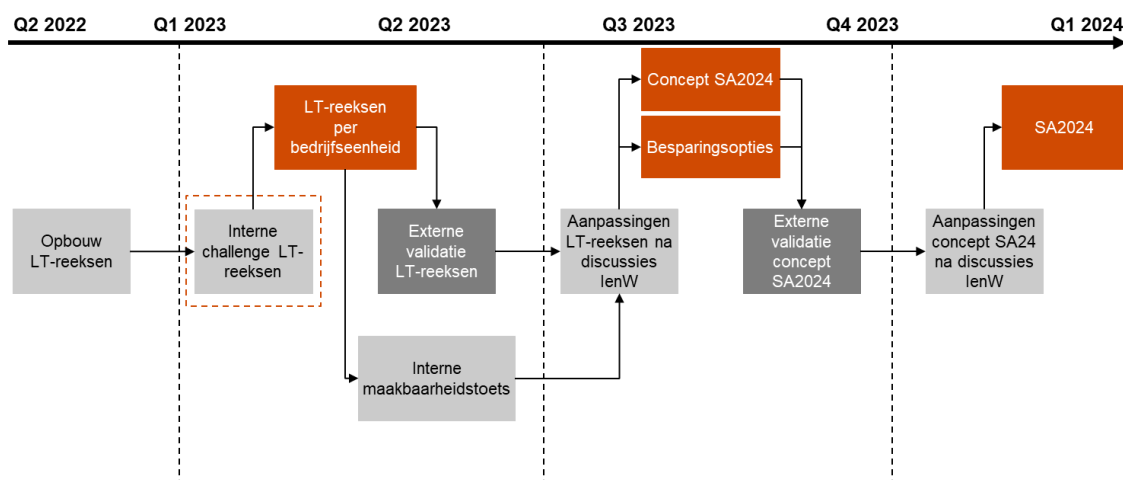 Q2 2022
Q1 2023
Q2 2023
Q3 2023
Q4 2023
Q1 2024
Concept SA2024
LT-reeksen
per
bedrijfseenheid
Besparingsopties
SA2024
Opbouw
LT-reeksen
Interne
challenge LT-
reeksen
Externe
validatie
LT-reeksen
Aanpassingen
LT-reeksen na
discussies
IenW
Externe
validatie
concept
SA2024
Aanpassingen
concept SA24
na discussies
IenW
Interne
maakbaarheidstoets